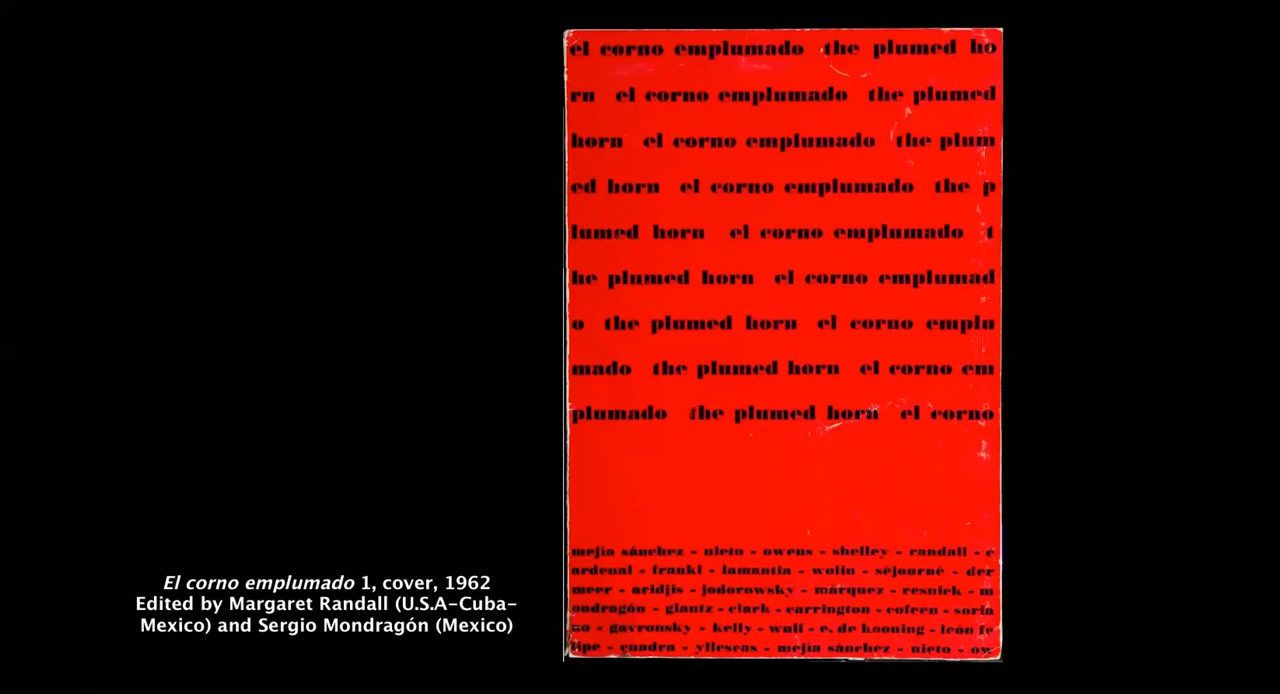 el corno emplumado the plumed ho
rn el corno emplumado the plumed
horn el corno emplumado the plum
ed horn el corno emplumado the p
lumed horn el corno emplumado t
he plumed horn el corno emplumad
o the plumed horn el corno emplu
mado the plumed horn el corno em
plumado the plumed horn el corno
mejía sánchez - nieto - owens - shelley - randall - c
ardenal - frankl - lamantia - wolin - séjourné - der
meer - aridjis - jodorowsky - márquez - resnick - m
ondragón - glantz - clark - carrington - cofeen - soria
no - gavronsky - kelly - wulf - e. de kooning - león fe
lipe - cuadra - yllescas - mejía sánchez - nieto - ow
El corno emplumado 1, cover, 1962
Edited by Margaret Randall (U.S.A-Cuba-
Mexico) and Sergio Mondragón (Mexico)